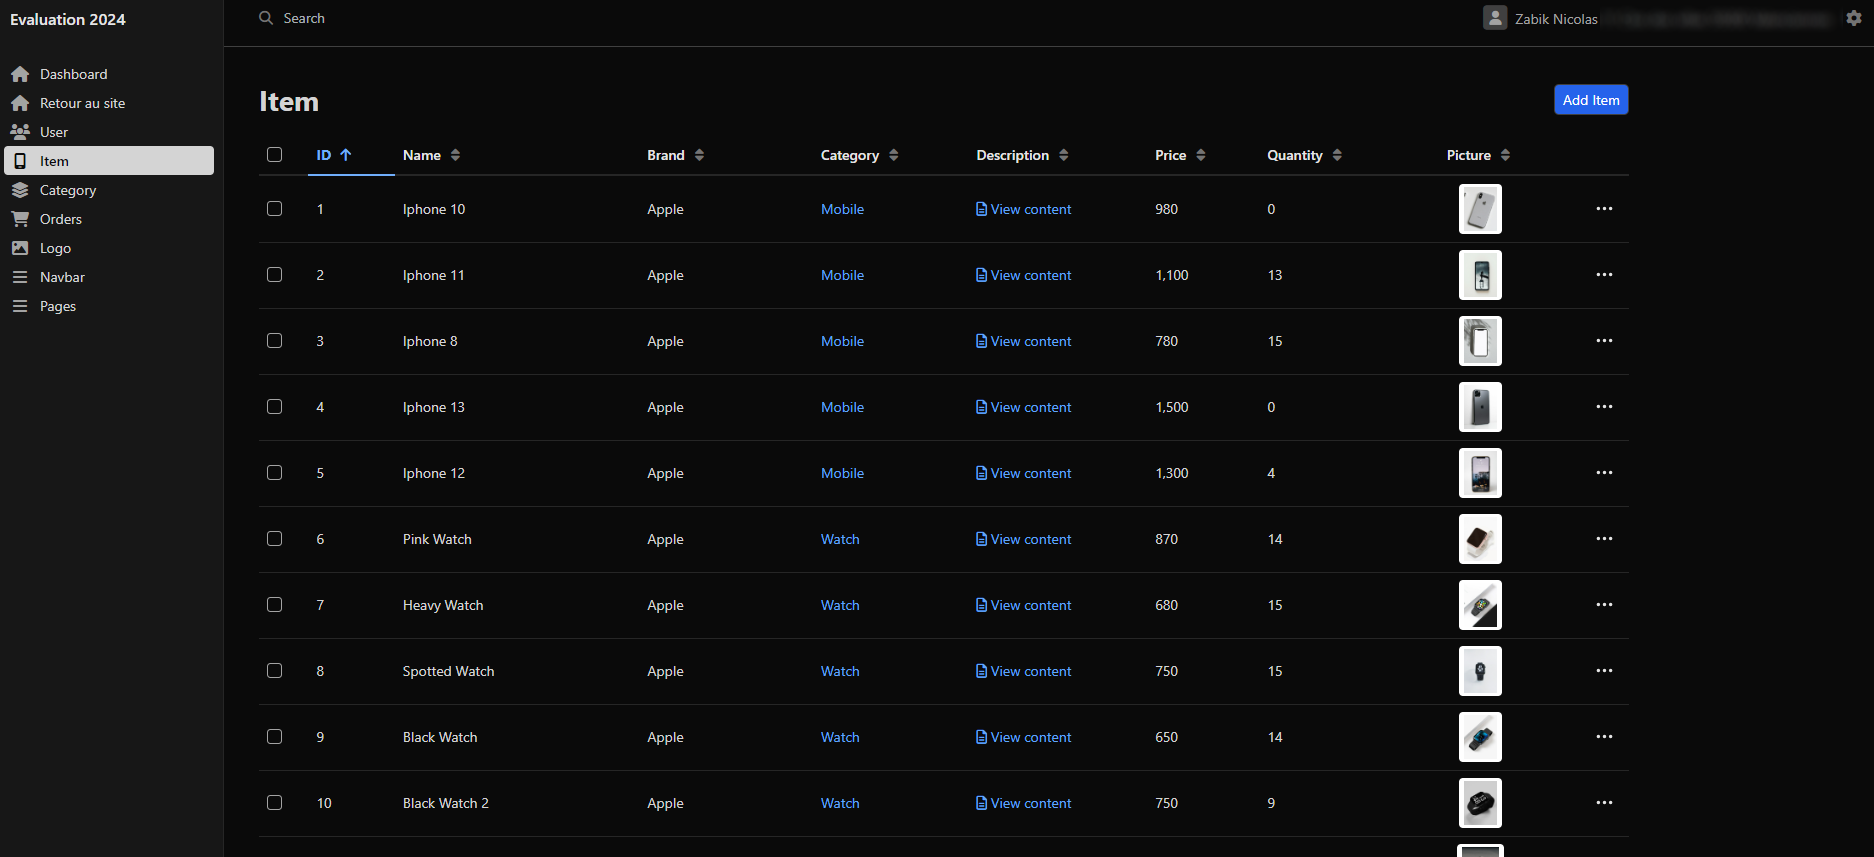 Evaluation 2024
Search
Zabik Nicolas
Dashboard
Retour au site
User
Item
Category
Orders
Logo
Navbar
Pages
Item
Add Item
ID Name Brand Category Description Price Quantity Picture
1 Iphone 10 Apple Mobile View content 980 0
2 Iphone 11 Apple Mobile View content 1,100 13
3 Iphone 8 Apple Mobile View content 780 15
4 Iphone 13 Apple Mobile View content 1,500 0
5 Iphone 12 Apple Mobile View content 1,300 4
6 Pink Watch Apple Watch View content 870 14
7 Heavy Watch Apple Watch View content 680 15
8 Spotted Watch Apple Watch View content 750 15
9 Black Watch Apple Watch View content 650 14
10 Black Watch 2 Apple Watch View content 750 9